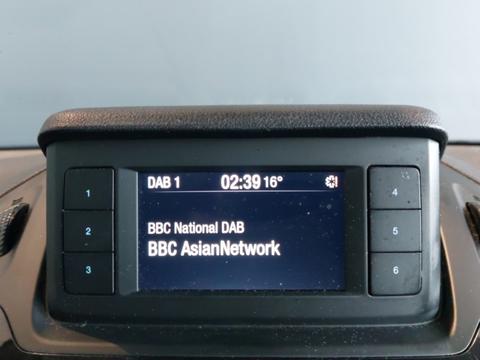 DAB 1 02:39 16°
BBC National DAB
BBC AsianNetwork
1
2
3
4
5
6